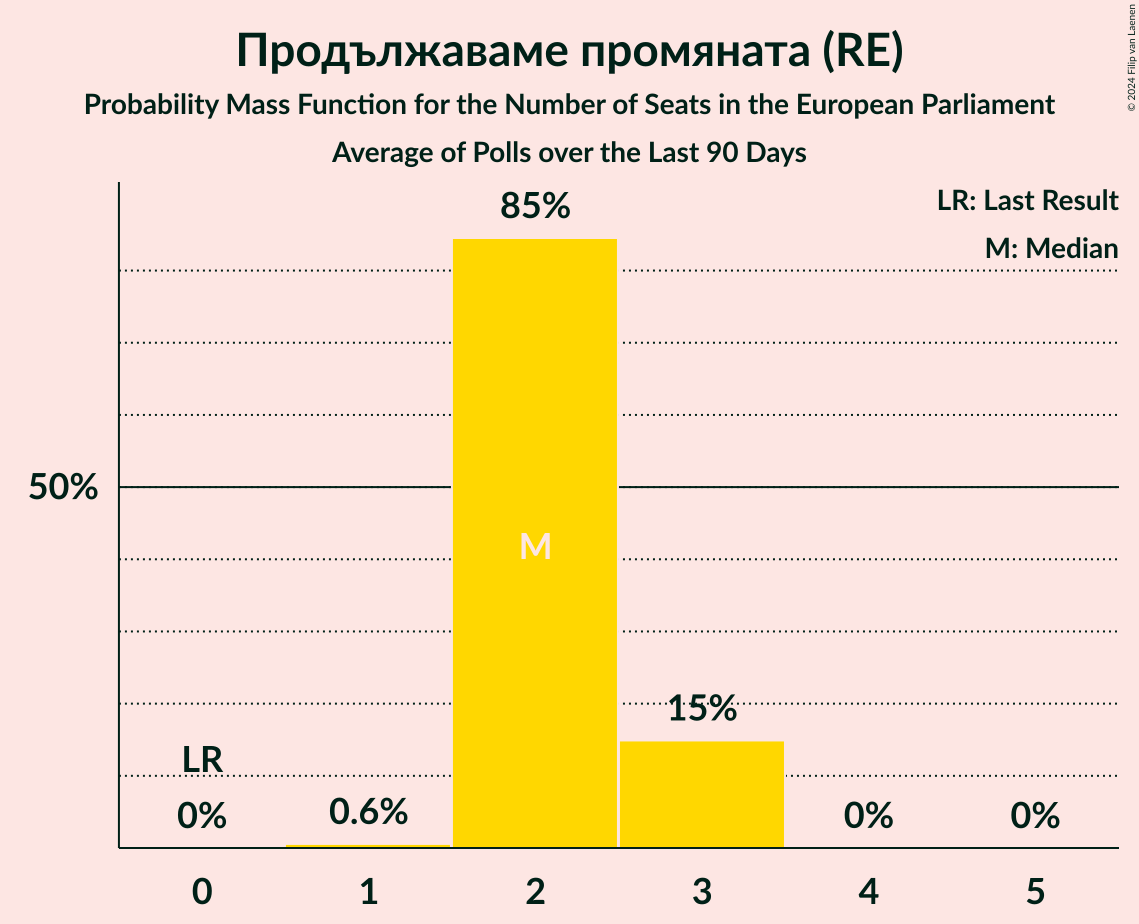 Продължаваме промяната (RE)
Probability Mass Function for the Number of Seats in the European Parliament
Average of Polls over the Last 90 Days
© 2024 Filip van Laenen
LR: Last Result
M: Median
85%
50%
M
15%
LR
0%
0.6%
0%
0%
0
1
2
3
4
5